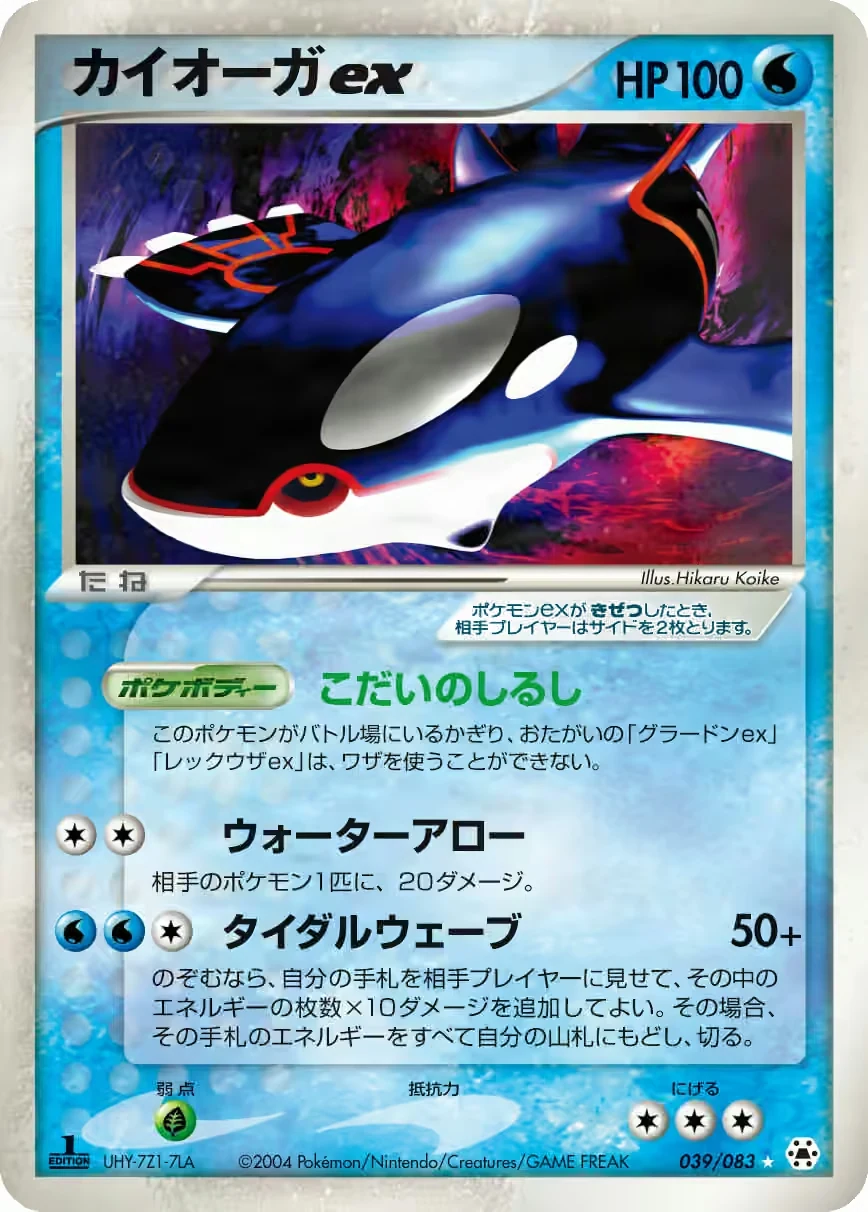 カイオーガex HP100
たね
Illus.Hikaru Koike
ポケモンexが きぜつしたとき、
相手プレイヤーはサイドを2枚とります。
ポケボディー こだいのしるし
このポケモンがバトル場にいるかぎり、おたがいの「グラードンex」
「レックウザex」は、ワザを使うことができない。
ウォーターアロー
相手のポケモン1匹に、20ダメージ。
タイダルウェーブ 50+
のぞむなら、自分の手札を相手プレイヤーに見せて、その中の
エネルギーの枚数×10ダメージを追加してよい。その場合、
その手札のエネルギーをすべて自分の山札にもどし、切る。
弱点 抵抗力 にげる
1 EDITION UHY-7Z1-7LA ©2004 Pokémon/Nintendo/Creatures/GAME FREAK 039/083 ★